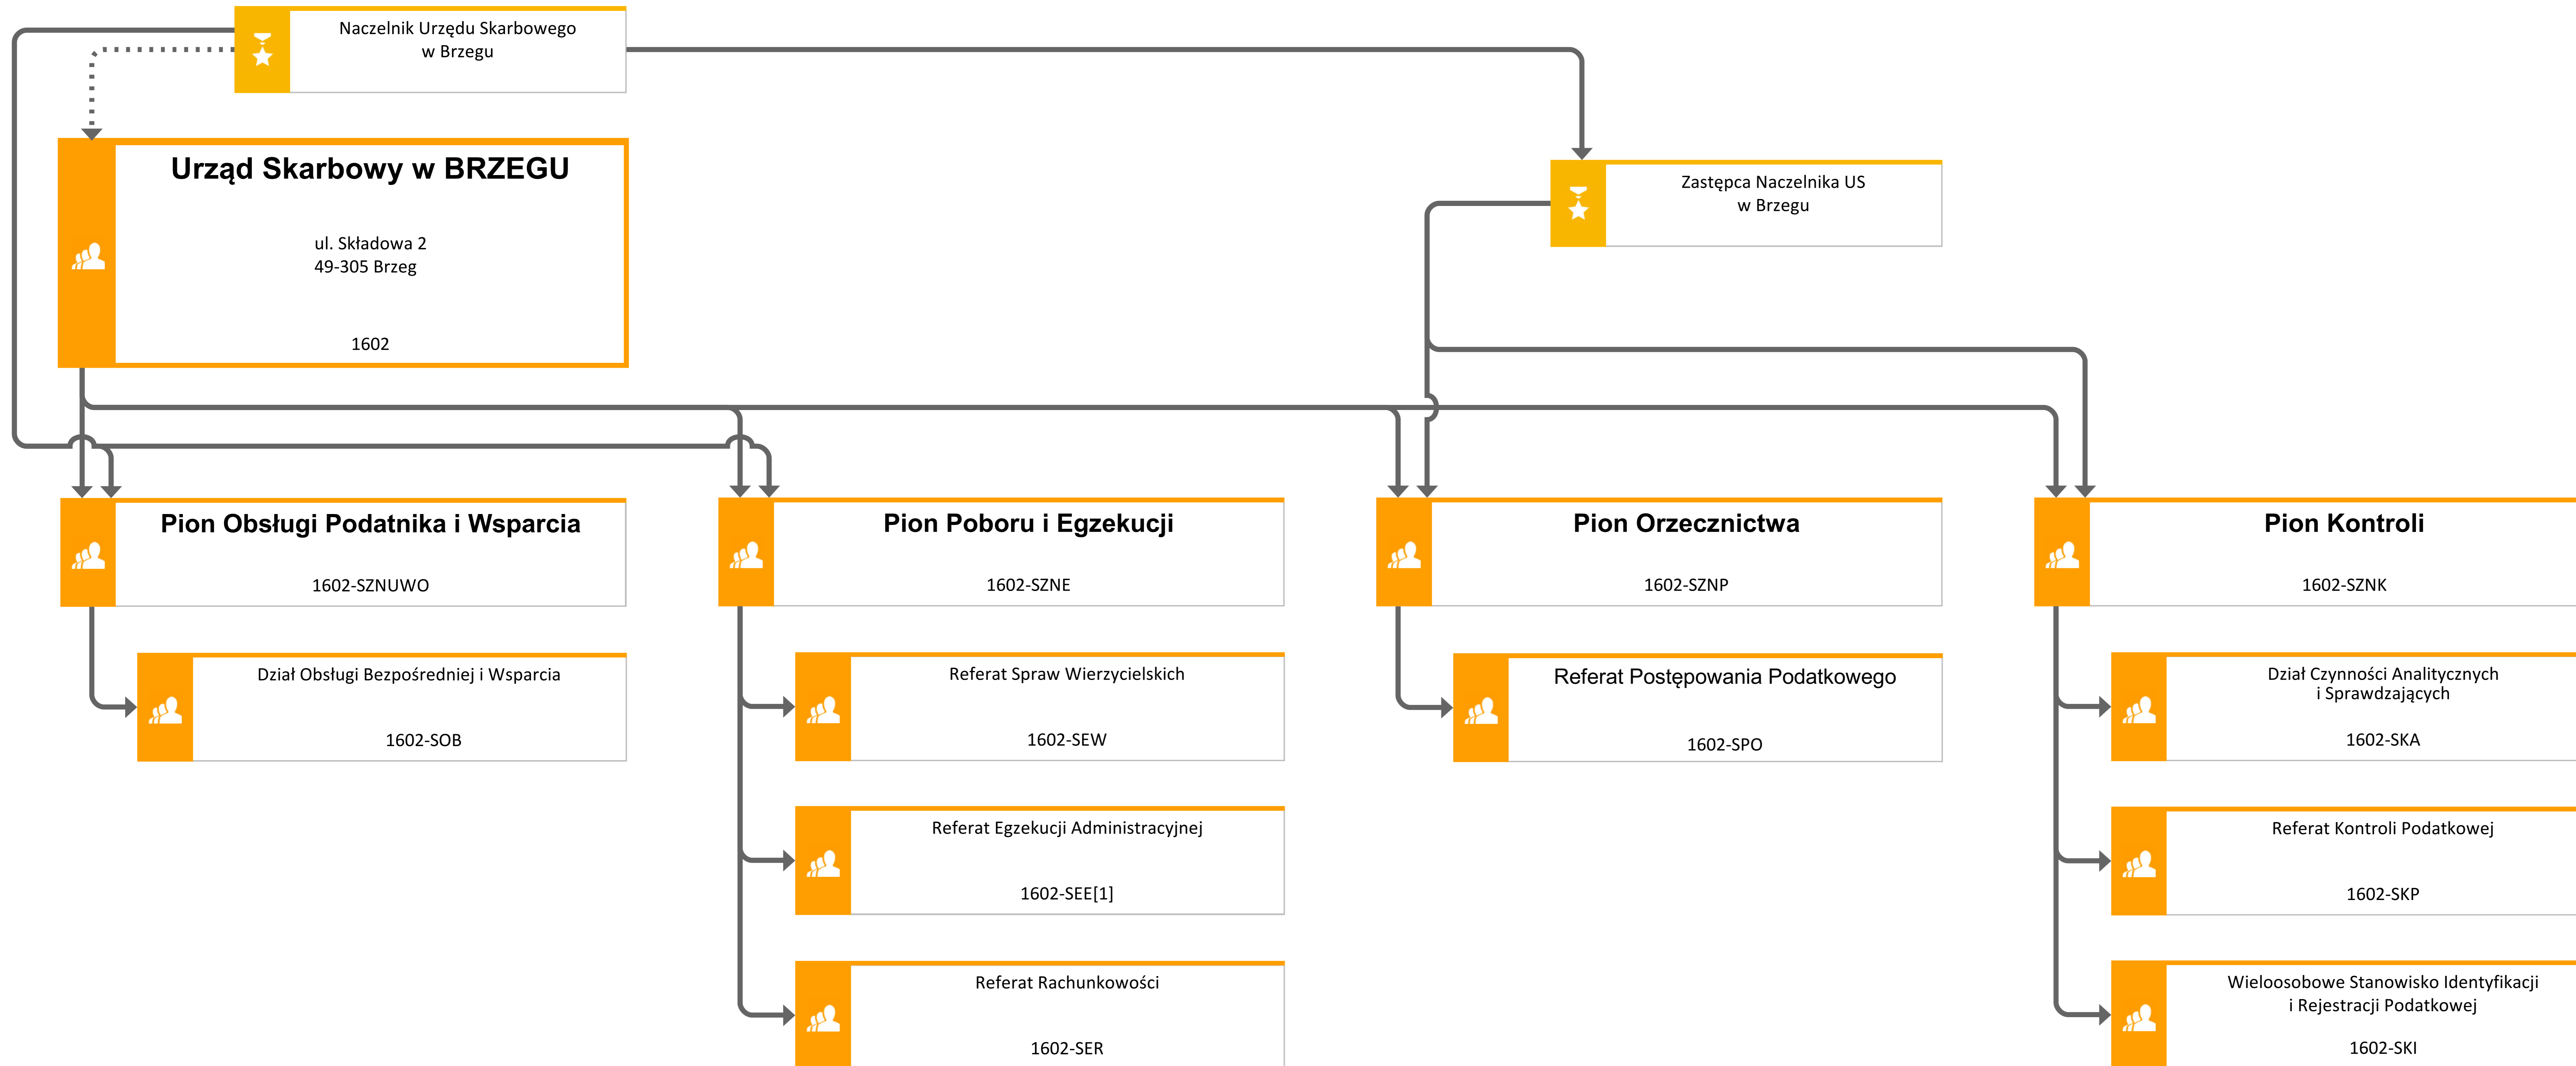 Naczelnik Urzędu Skarbowego
w Brzegu
Urząd Skarbowy w BRZEGU
ul. Składowa 2
49-305 Brzeg
1602
Zastępca Naczelnika US
w Brzegu
Pion Obsługi Podatnika i Wsparcia
1602-SZNUWO
Dział Obsługi Bezpośredniej i Wsparcia
1602-SOB
Pion Poboru i Egzekucji
1602-SZNE
Referat Spraw Wierzycielskich
1602-SEW
Referat Egzekucji Administracyjnej
1602-SEE[1]
Referat Rachunkowości
1602-SER
Pion Orzecznictwa
1602-SZNP
Referat Postępowania Podatkowego
1602-SPO
Pion Kontroli
1602-SZNK
Dział Czynności Analitycznych
i Sprawdzających
1602-SKA
Referat Kontroli Podatkowej
1602-SKP
Wieloosobowe Stanowisko Identyfikacji
i Rejestracji Podatkowej
1602-SKI